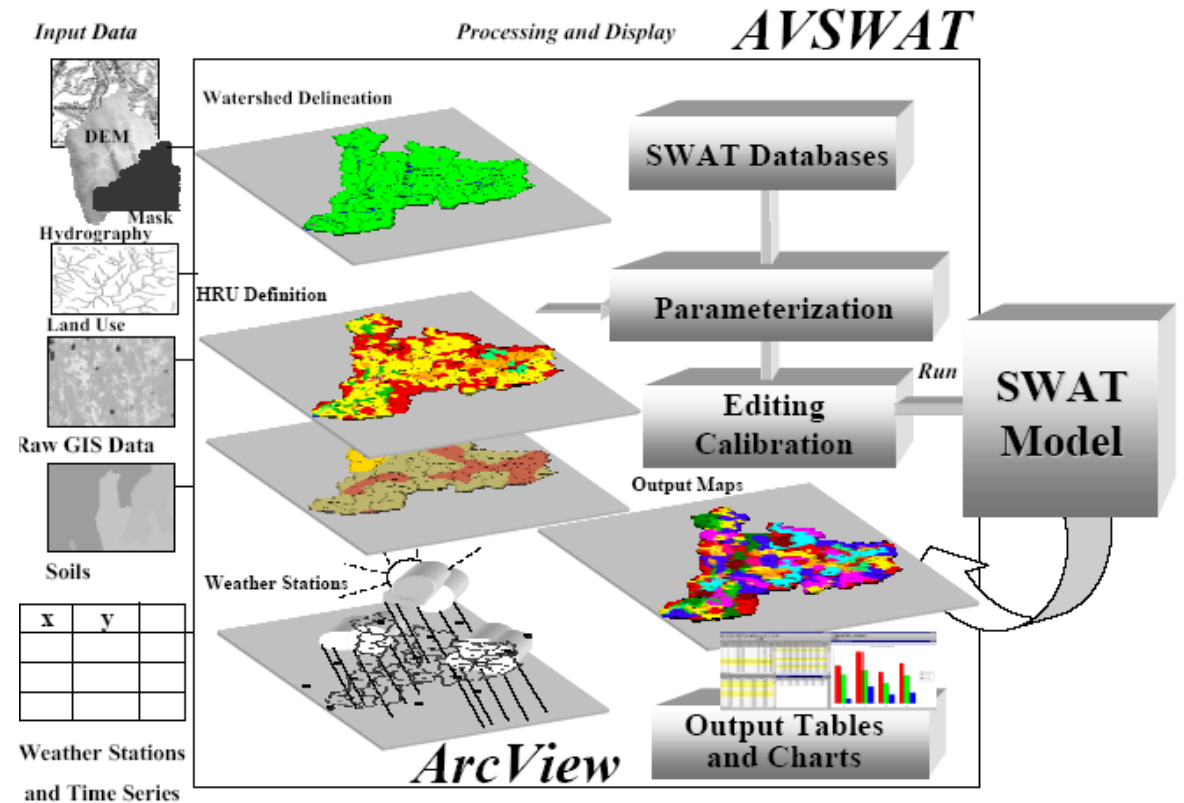 Input Data
Processing and Display
AVSWAT
DEM
Mask
Hydrography
Land Use
Raw GIS Data
Soils
x y
Weather Stations
and Time Series
Watershed Delineation
HRU Definition
Weather Stations
ArcView
SWAT Databases
Parameterization
Editing
Calibration
Run
SWAT
Model
Output Maps
Output Tables
and Charts